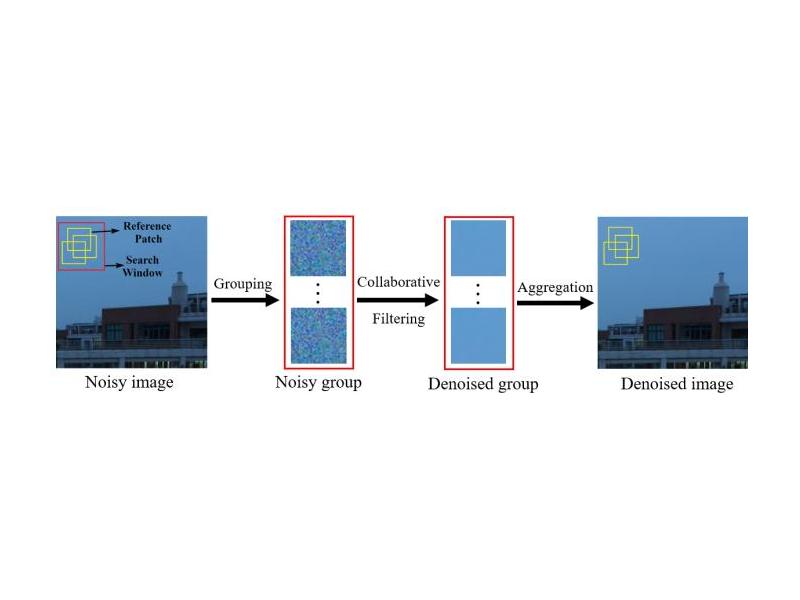 Reference
Patch
Search
Window
Grouping
Collaborative
Filtering
Aggregation
Noisy image
Noisy group
Denoised group
Denoised image